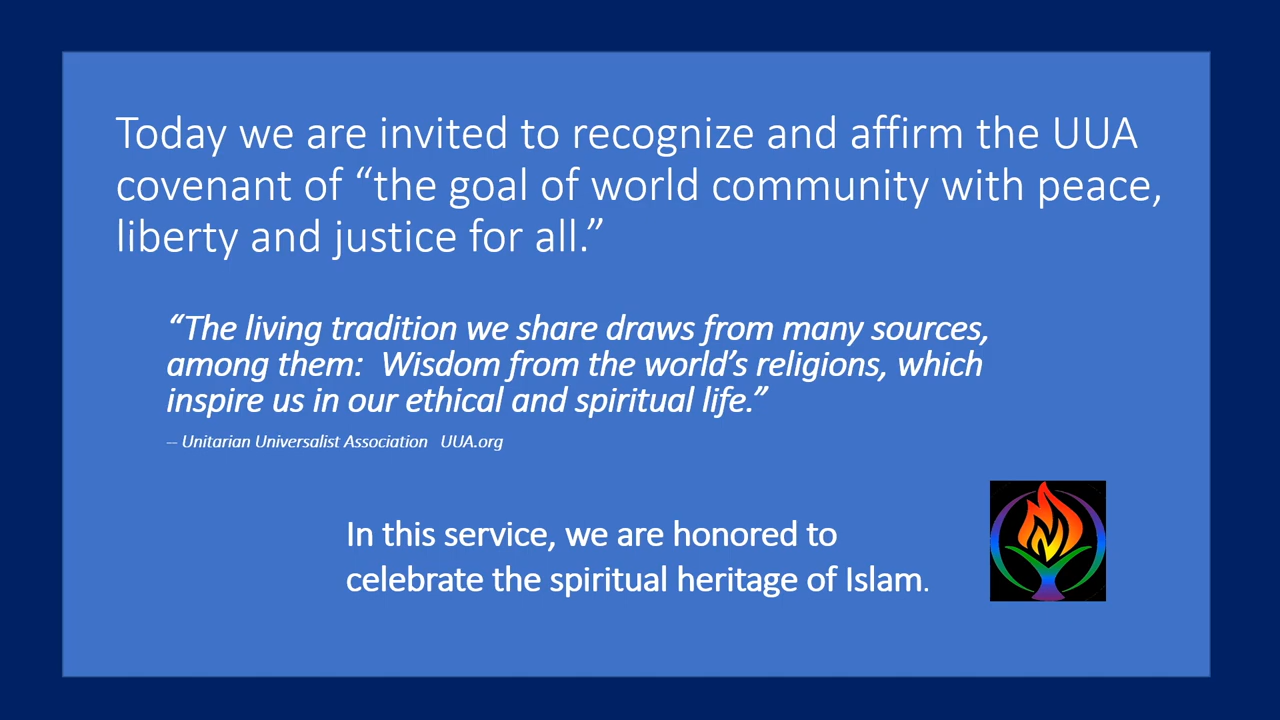 Today we are invited to recognize and affirm the UUA
covenant of “the goal of world community with peace,
liberty and justice for all.”
“The living tradition we share draws from many sources,
among them:  Wisdom from the world’s religions, which
inspire us in our ethical and spiritual life.”
-- Unitarian Universalist Association   UUA.org
In this service, we are honored to
celebrate the spiritual heritage of Islam.